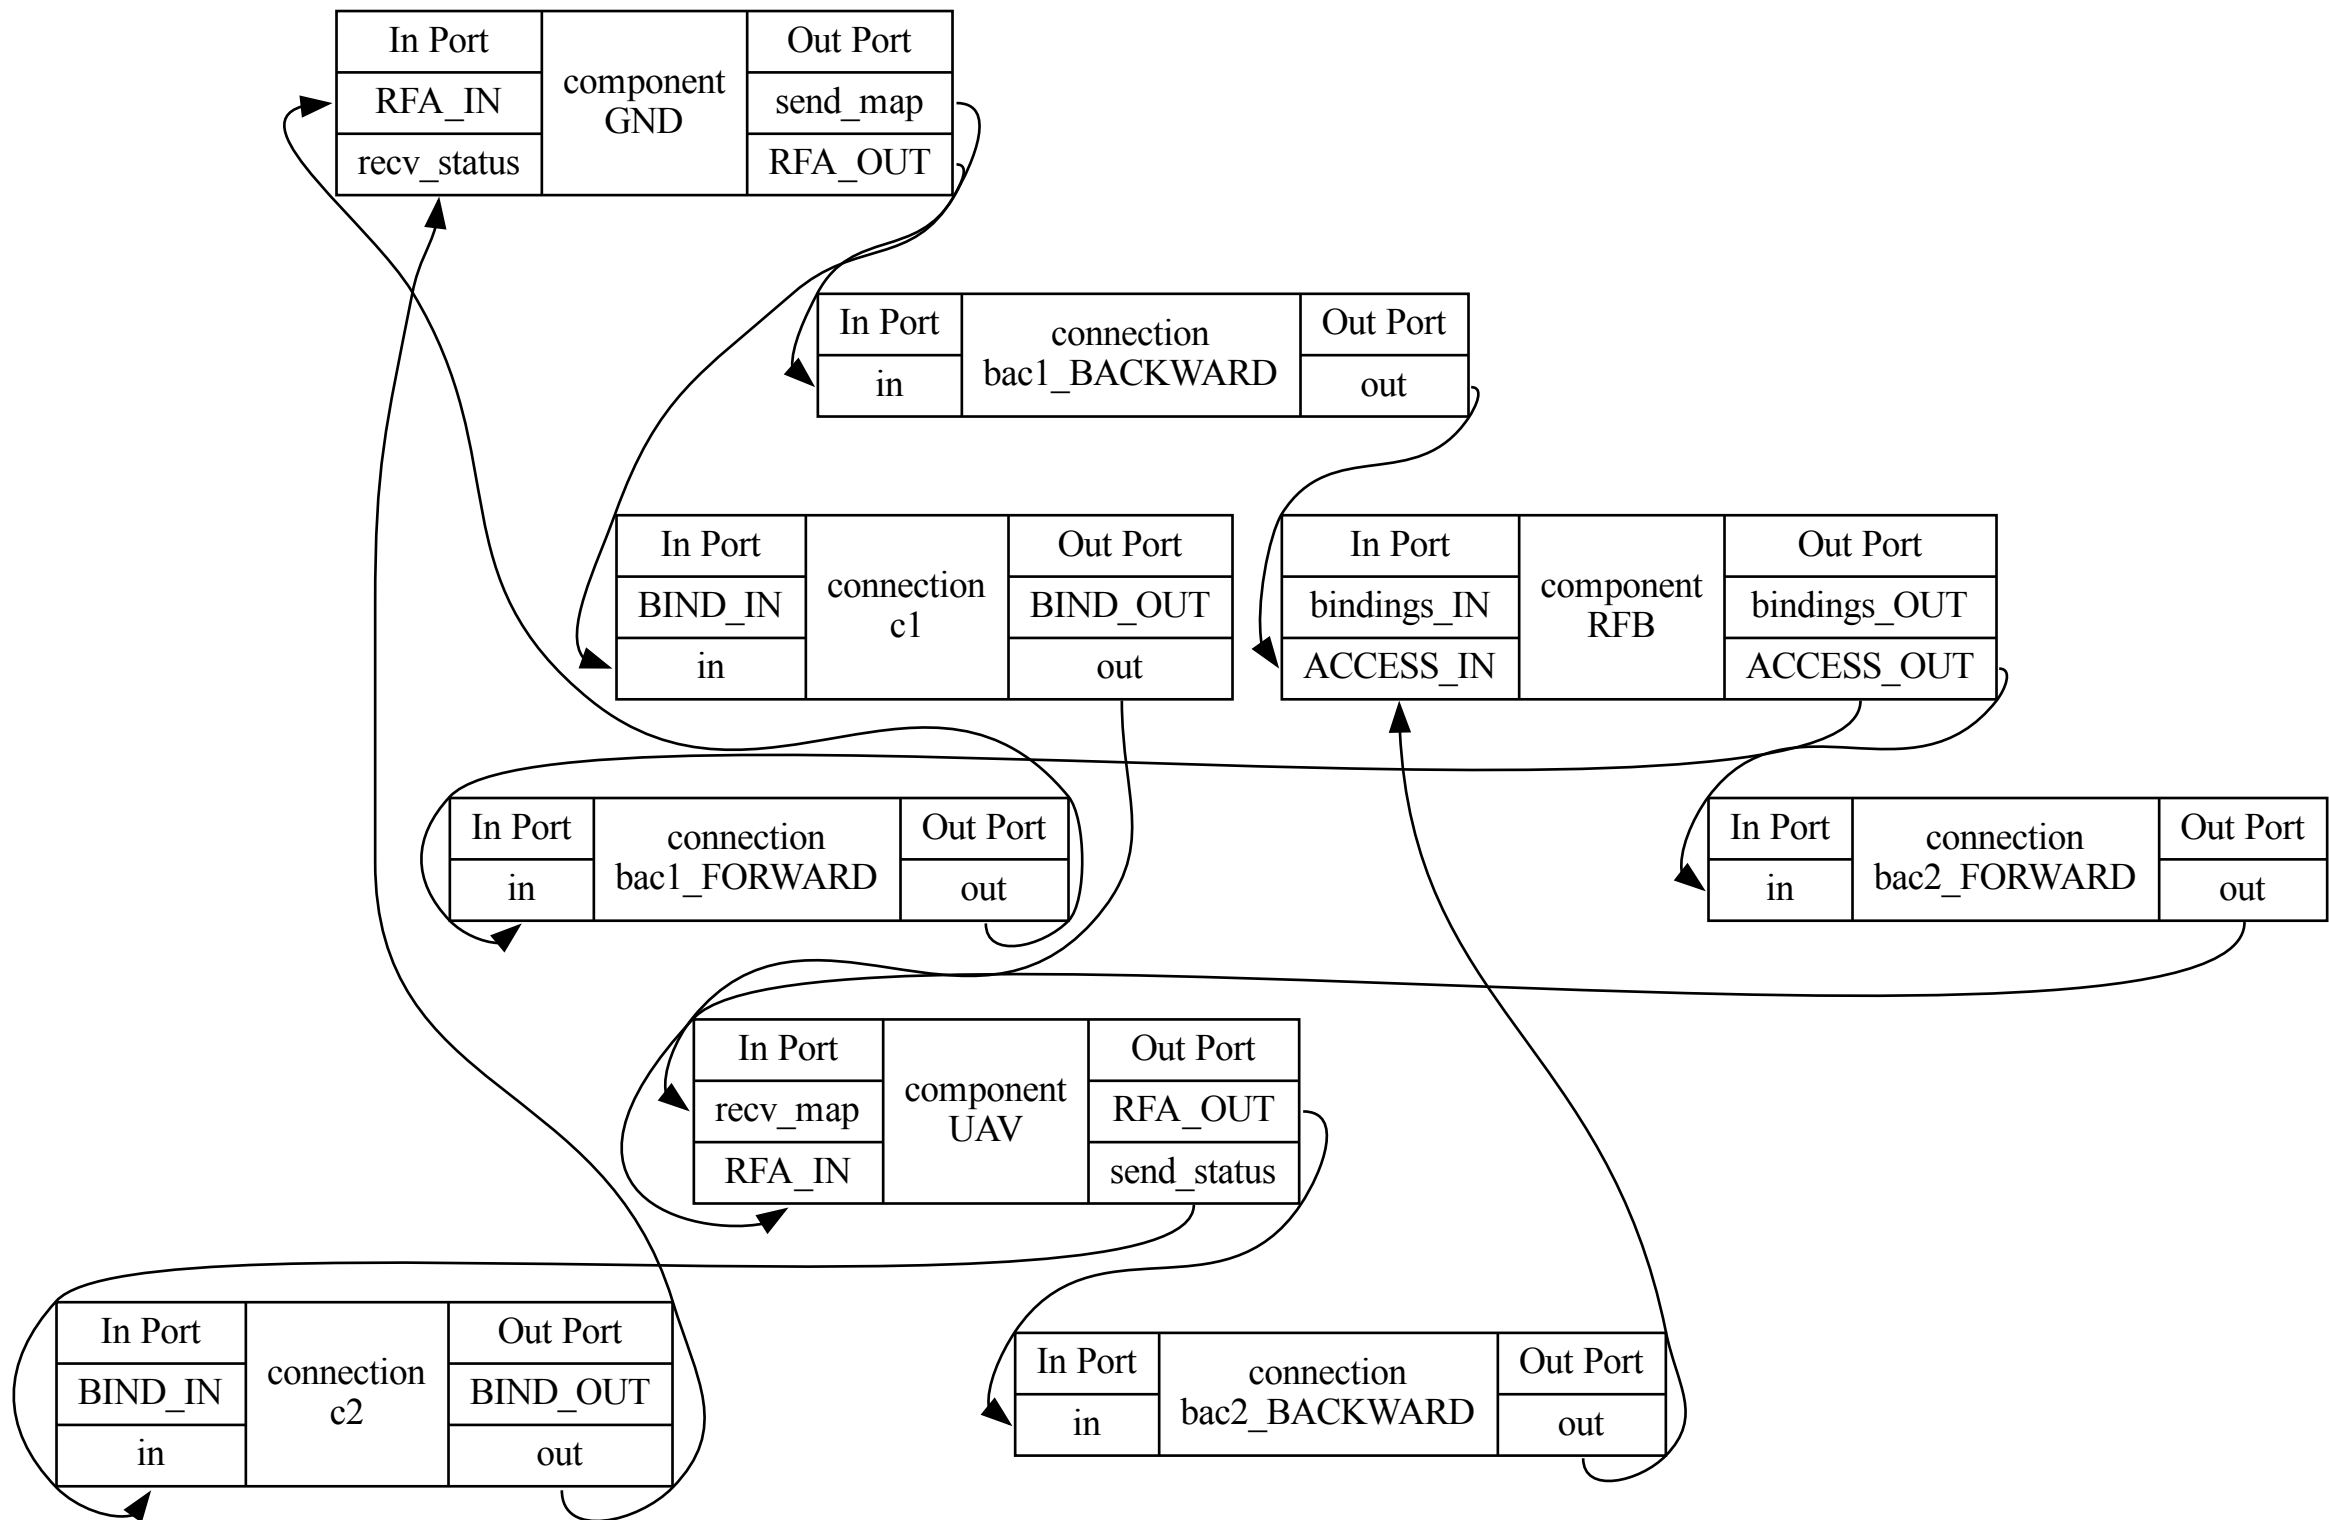 In Port
component
GND
Out Port
RFA_IN
send_map
recv_status
RFA_OUT
In Port
connection
bac1_BACKWARD
Out Port
in
out
In Port
connection
c1
Out Port
BIND_IN
BIND_OUT
in
out
In Port
component
RFB
Out Port
bindings_IN
bindings_OUT
ACCESS_IN
ACCESS_OUT
In Port
connection
bac1_FORWARD
Out Port
in
out
In Port
connection
bac2_FORWARD
Out Port
in
out
In Port
component
UAV
Out Port
recv_map
RFA_OUT
RFA_IN
send_status
In Port
connection
c2
Out Port
BIND_IN
BIND_OUT
in
out
In Port
connection
bac2_BACKWARD
Out Port
in
out